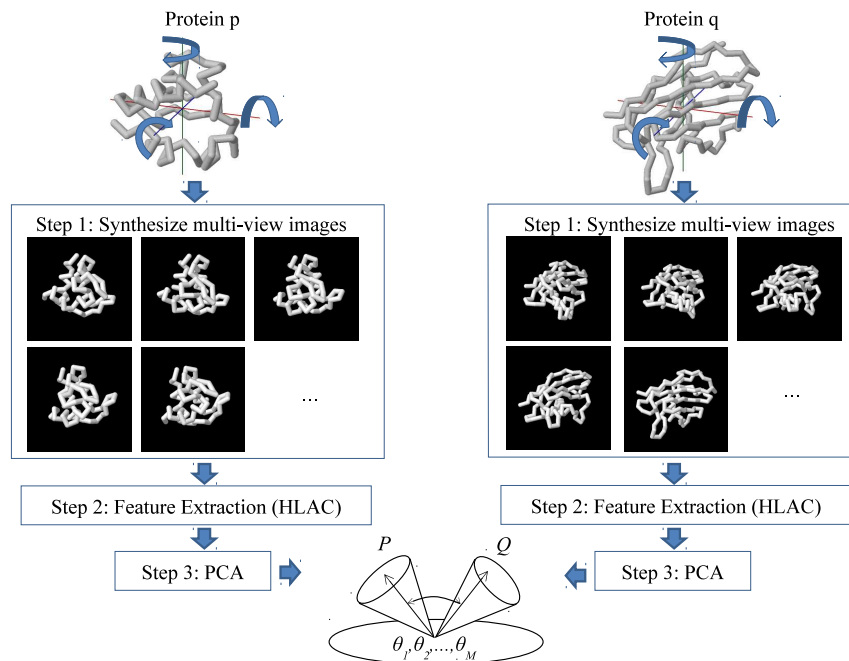 Protein p
Protein q
Step 1: Synthesize multi-view images
Step 1: Synthesize multi-view images
...
...
Step 2: Feature Extraction (HLAC)
Step 2: Feature Extraction (HLAC)
P
Q
Step 3: PCA
Step 3: PCA
θ1,θ2,...,θM